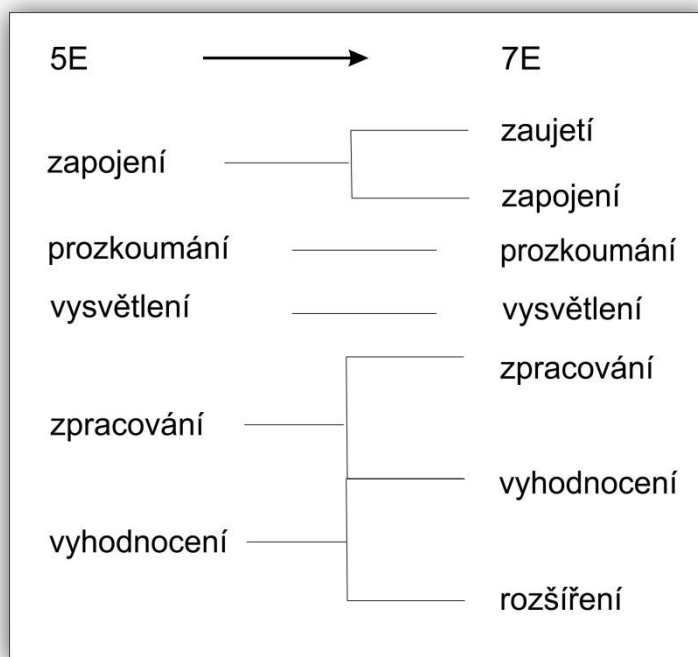 5E 7E
zapojení
zaujetí
zapojení
prozkoumání prozkoumání
vysvětlení vysvětlení
zpracování
zpracování
vyhodnocení
vyhodnocení
rozšíření